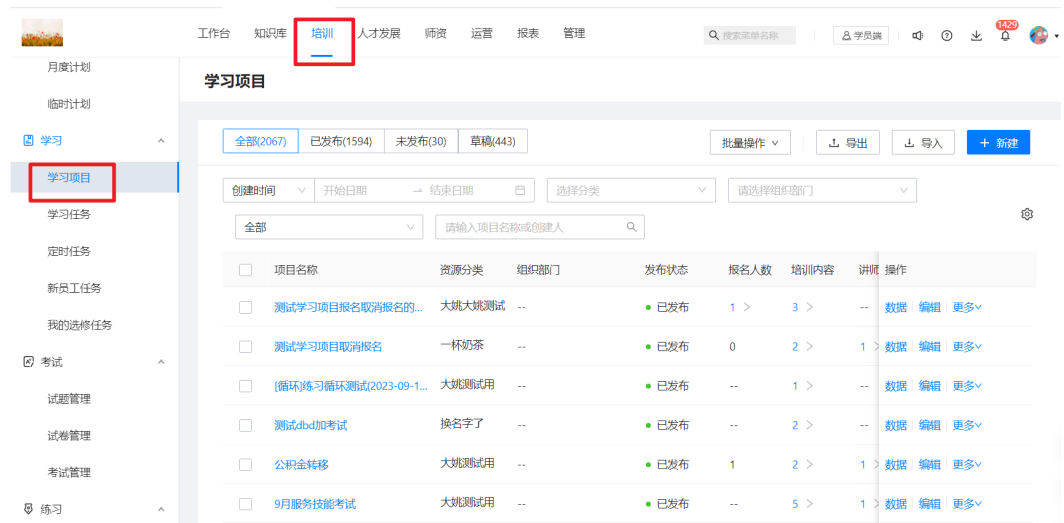 工作台 知识库 培训 人才发展 师资 运营 报表 管理 搜索菜单名称 学员端 1429
月度计划
临时计划
学习
学习项目
学习任务
定时任务
新员工任务
我的选修任务
考试
试题管理
试卷管理
考试管理
练习
学习项目
全部(2067) 已发布(1594) 未发布(30) 草稿(443) 批量操作 导出 导入 + 新建
创建时间 开始日期 → 结束日期 选择分类 请选择组织部门
全部 请输入项目名称或创建人
项目名称 资源分类 组织部门 发布状态 报名人数 培训内容 讲师 操作
测试学习项目报名取消报名的... 大姚大姚测试 -- 已发布 1 > 3 > -- 数据 编辑 更多
测试学习项目取消报名 一杯奶茶 -- 已发布 0 2 > 1 > 数据 编辑 更多
[循环]练习循环测试(2023-09-1... 大姚测试用 -- 已发布 -- 1 > -- 数据 编辑 更多
测试dbd加考试 换名字了 -- 已发布 -- 2 > -- 数据 编辑 更多
公积金转移 大姚测试用 -- 已发布 1 2 > 1 > 数据 编辑 更多
9月服务技能考试 大姚测试用 -- 已发布 -- 5 > 1 > 数据 编辑 更多